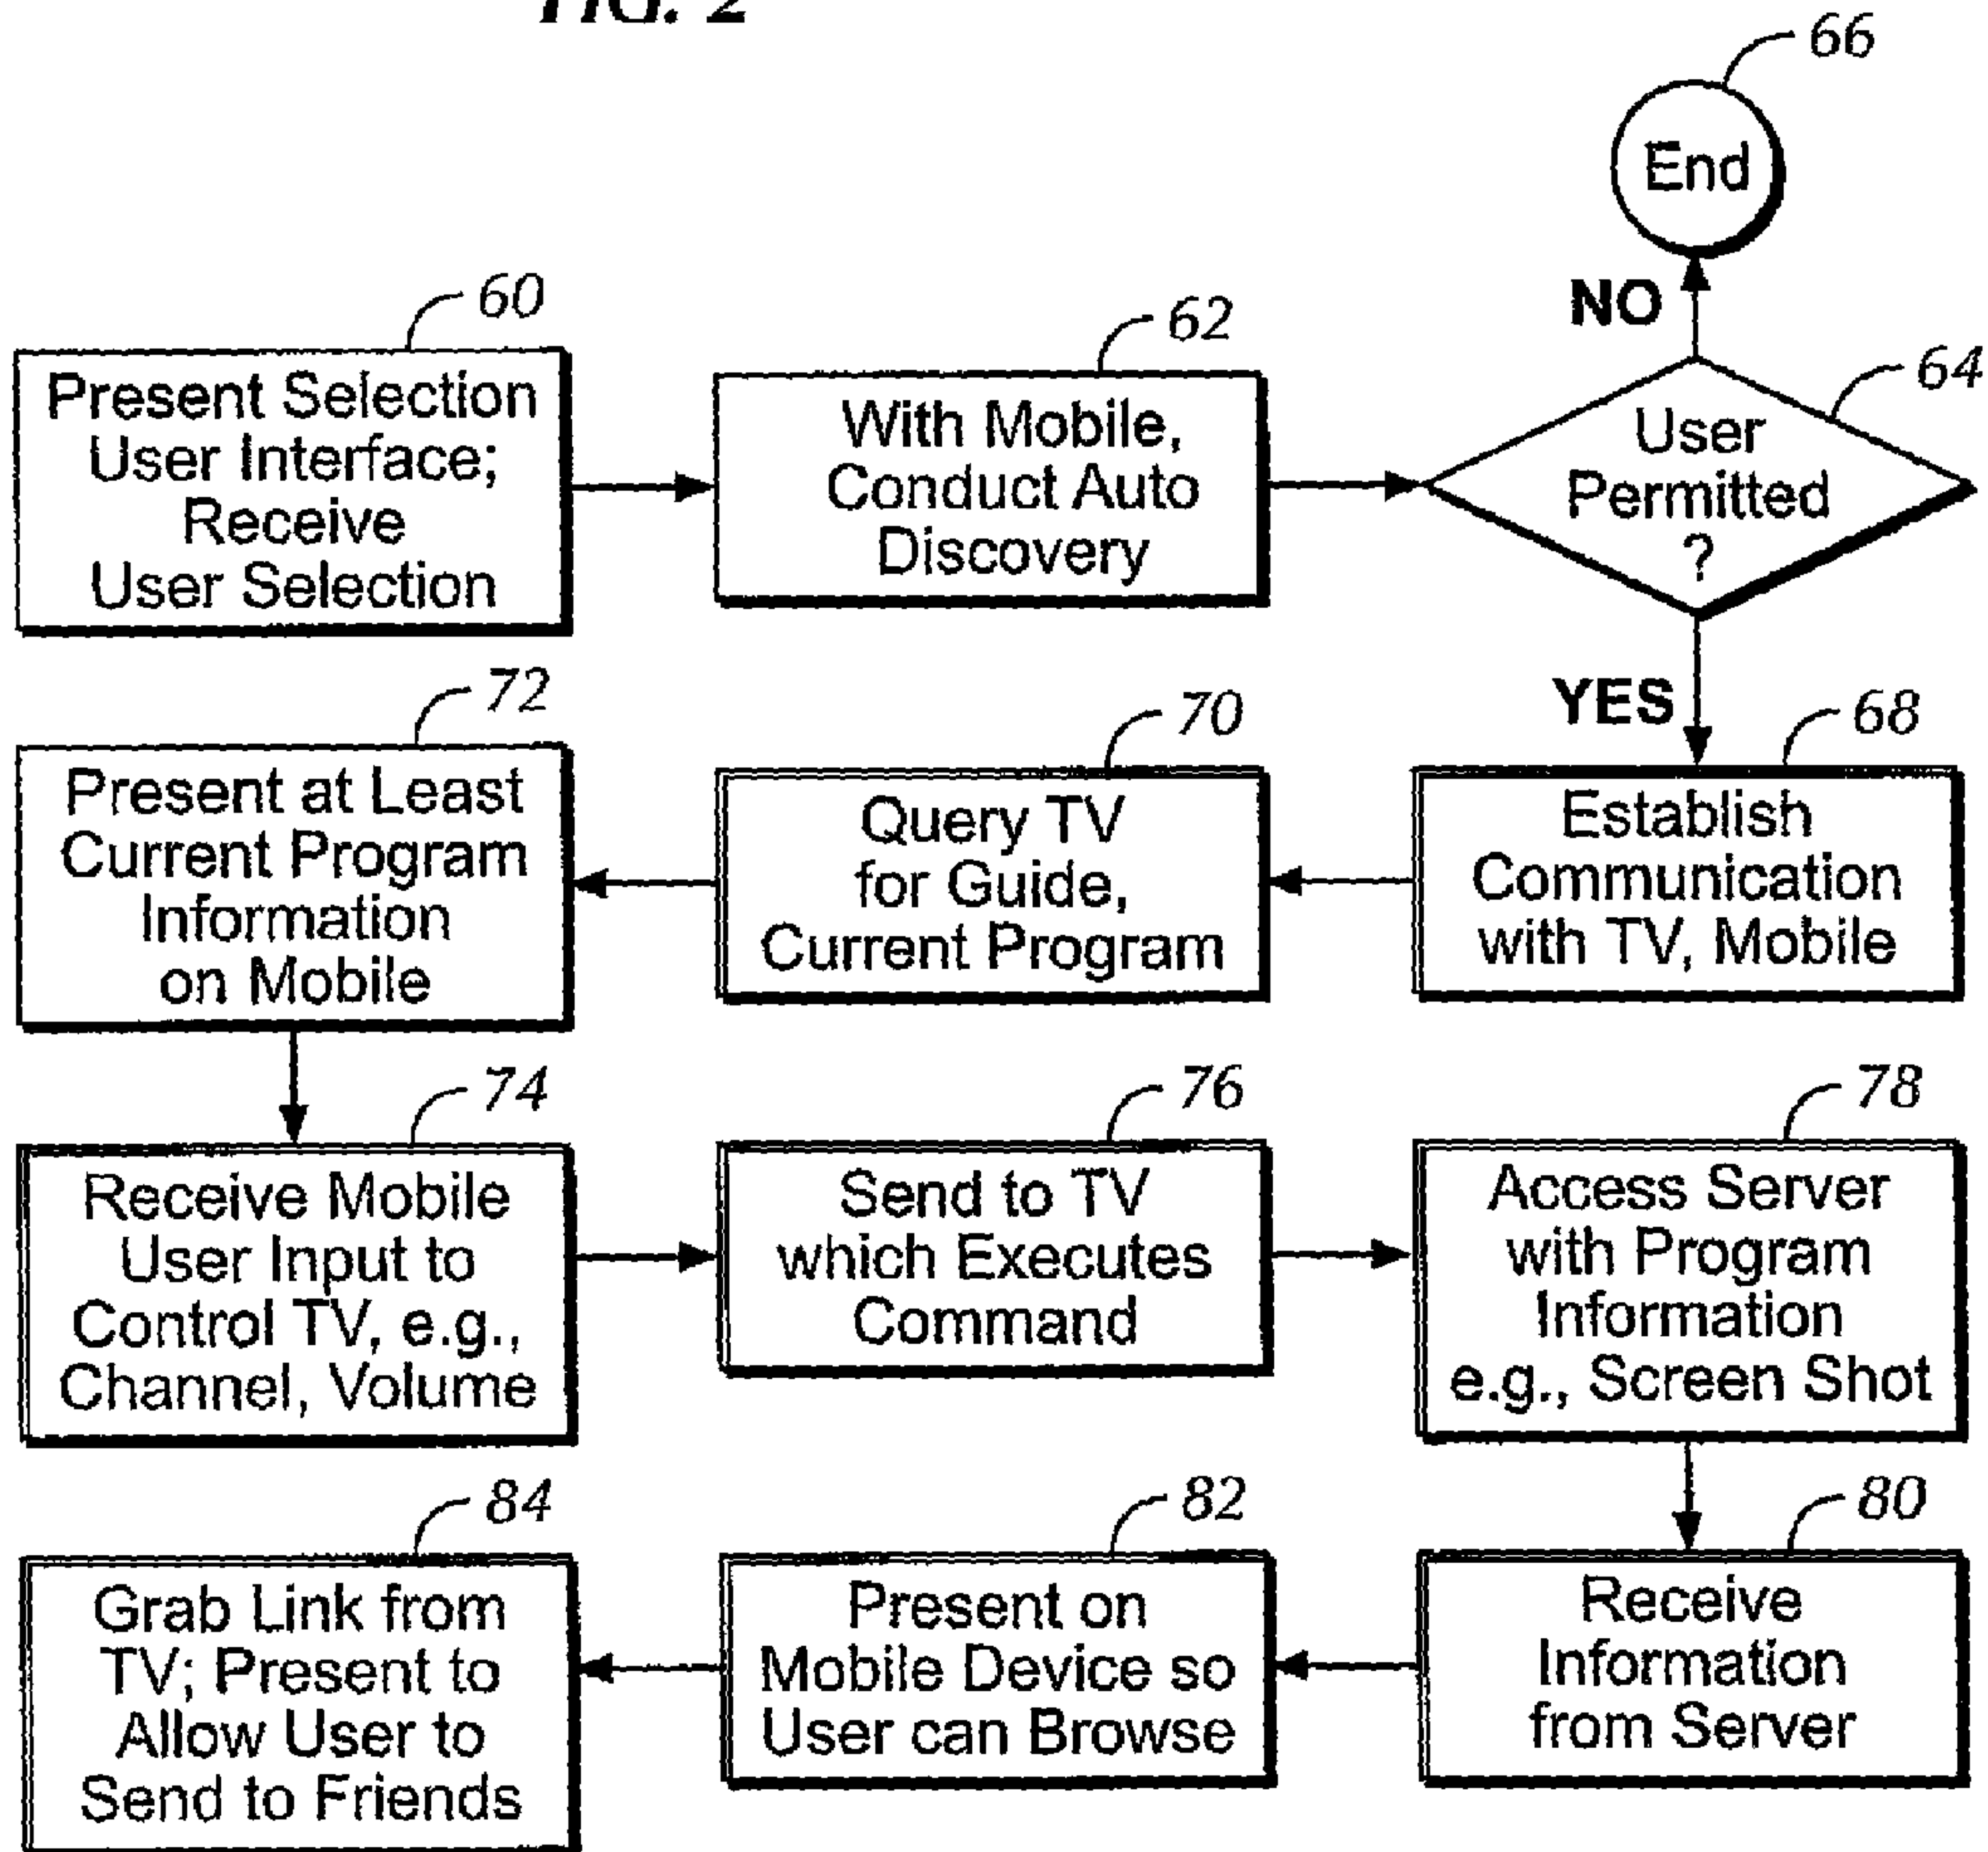 FIG. 2
66
End
NO
60
Present Selection
User Interface;
Receive
User Selection
62
With Mobile,
Conduct Auto
Discovery
64
User
Permitted
?
YES
68
Establish
Communication
with TV, Mobile
70
Query TV
for Guide,
Current Program
72
Present at Least
Current Program
Information
on Mobile
74
Receive Mobile
User Input to
Control TV, e.g.,
Channel, Volume
76
Send to TV
which Executes
Command
78
Access Server
with Program
Information
e.g., Screen Shot
80
Receive
Information
from Server
82
Present on
Mobile Device so
User can Browse
84
Grab Link from
TV; Present to
Allow User to
Send to Friends